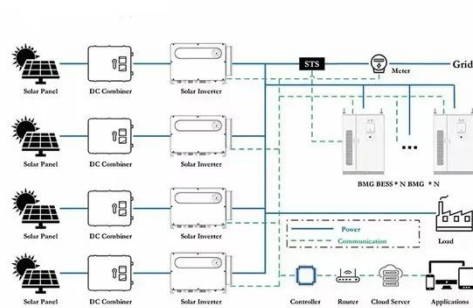 STS
Meter
Grid
Solar Panel
DC Combiner
Solar Inverter
Solar Panel
DC Combiner
Solar Inverter
BMG BESS * N BMG * N
Solar Panel
DC Combiner
Solar Inverter
Power
Communication
Load
Solar Panel
DC Combiner
Solar Inverter
Controller
Router
Cloud Server
Applications